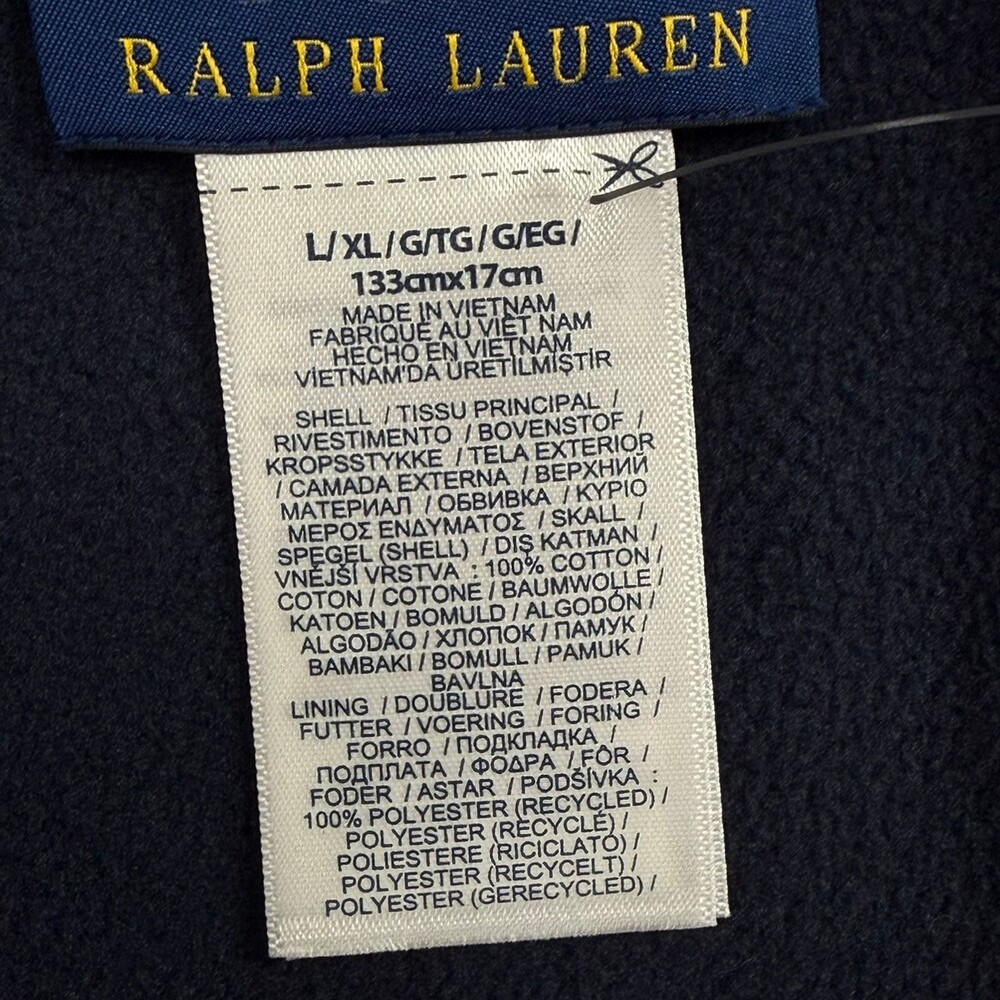 RALPH LAUREN
L/ XL / G/TG / G/EG /
133cmx17cm
MADE IN VIETNAM
FABRIQUÉ AU VIÊT NAM
HECHO EN VIETNAM
VİETNAM'DA ÜRETİLMİŞTİR
SHELL / TISSU PRINCIPAL /
RIVESTIMENTO / BOVENSTOF /
KROPSSTYKKE / TELA EXTERIOR
/ CAMADA EXTERNA / ВЕРХНИЙ
МАТЕРИАЛ / ОБВИВКА / ΚΥΡΙΟ
ΜΕΡΟΣ ΕΝΔΥΜΑΤΟΣ / SKALL /
SPEGEL (SHELL) / DIŞ KATMAN /
VNĚJŠÍ VRSTVA : 100% COTTON /
COTON / COTONE / BAUMWOLLE /
KATOEN / BOMULD / ALGODÓN /
ALGODÃO / ХЛОПОК / ПАМУК /
BAMBAKI / BOMULL / PAMUK /
BAVLNA
LINING / DOUBLURE / FODERA /
FUTTER / VOERING / FORING /
FORRO / ПОДКЛАДКА /
ПОДПЛАТА / ΦΟΔΡΑ / FÔR /
FODER / ASTAR / PODŠÍVKA :
100% POLYESTER (RECYCLED) /
POLYESTER (RECYCLÉ) /
POLIESTERE (RICICLATO) /
POLYESTER (RECYCELT) /
POLYESTER (GERECYCLED) /